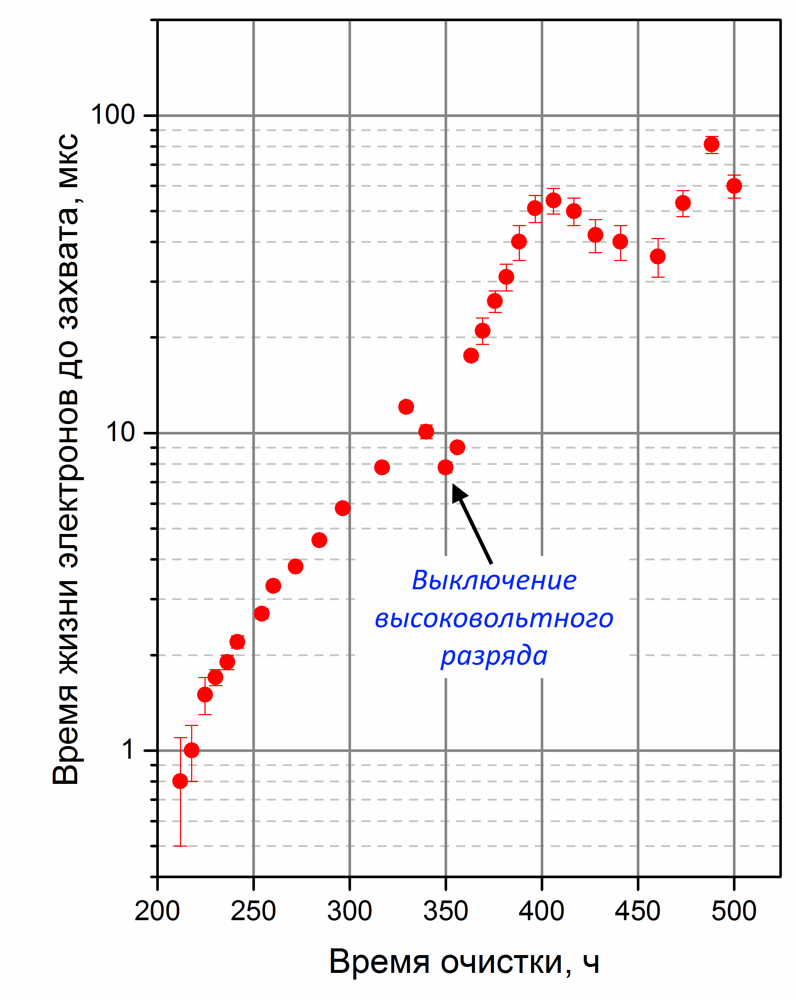 Время жизни электронов до захвата, мкс
100
10
1
Выключение
высоковольтного
разряда
200 250 300 350 400 450 500
Время очистки, ч